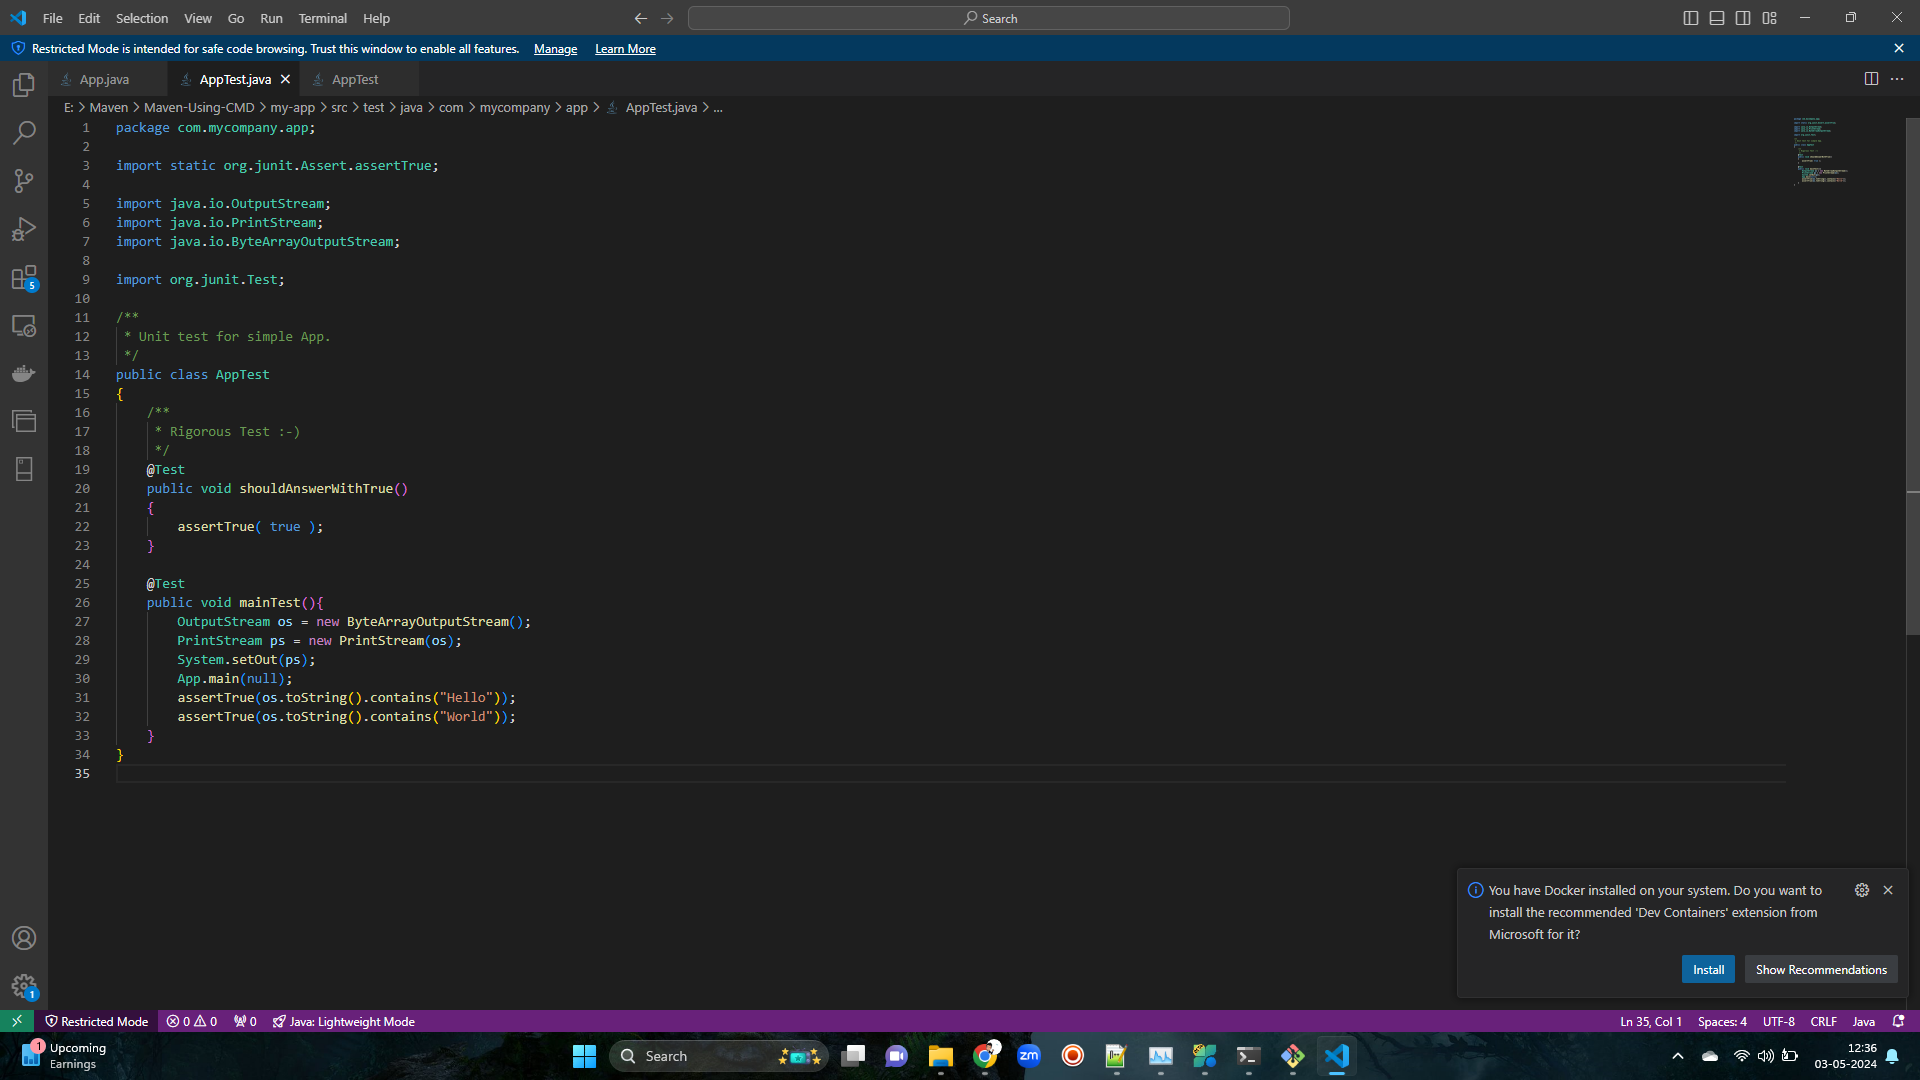 File Edit Selection View Go Run Terminal Help
Search
Restricted Mode is intended for safe code browsing. Trust this window to enable all features. Manage Learn More
App.java AppTest.java AppTest
E: > Maven > Maven-Using-CMD > my-app > src > test > java > com > mycompany > app > AppTest.java > ...
1 package com.mycompany.app;
2
3 import static org.junit.Assert.assertTrue;
4
5 import java.io.OutputStream;
6 import java.io.PrintStream;
7 import java.io.ByteArrayOutputStream;
8
9 import org.junit.Test;
10
11 /**
12 * Unit test for simple App.
13 */
14 public class AppTest
15 {
16 /**
17 * Rigorous Test :-)
18 */
19 @Test
20 public void shouldAnswerWithTrue()
21 {
22 assertTrue( true );
23 }
24
25 @Test
26 public void mainTest(){
27 OutputStream os = new ByteArrayOutputStream();
28 PrintStream ps = new PrintStream(os);
29 System.setOut(ps);
30 App.main(null);
31 assertTrue(os.toString().contains("Hello"));
32 assertTrue(os.toString().contains("World"));
33 }
34 }
35
5
1
You have Docker installed on your system. Do you want to
install the recommended 'Dev Containers' extension from
Microsoft for it?
Install Show Recommendations
Restricted Mode 0 0 0 Java: Lightweight Mode Ln 35, Col 1 Spaces: 4 UTF-8 CRLF Java
1 Upcoming
Earnings
Search
zm
12:36
03-05-2024